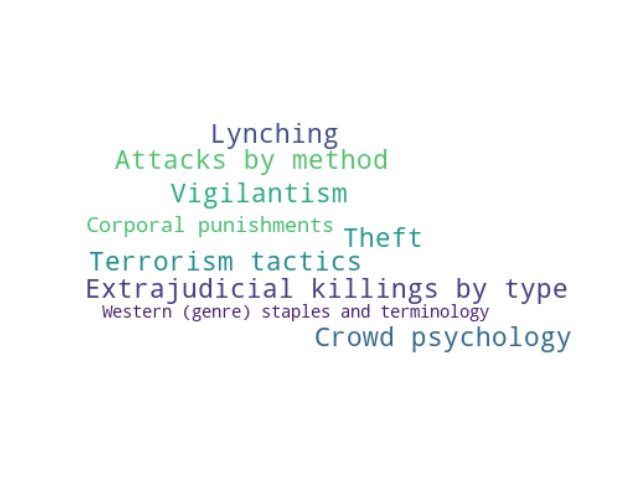 Lynching
Attacks by method
Vigilantism
Corporal punishments
Theft
Terrorism tactics
Extrajudicial killings by type
Western (genre) staples and terminology
Crowd psychology